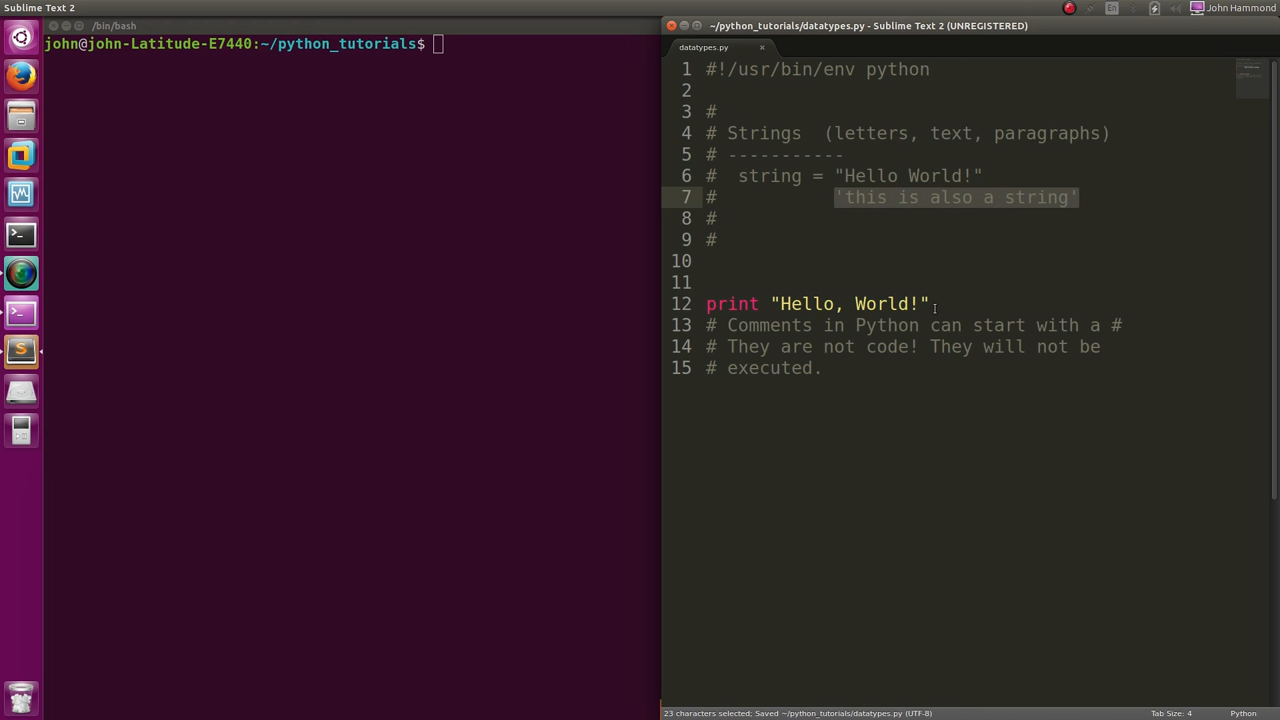 Sublime Text 2
En
John Hammond
/bin/bash
john@john-Latitude-E7440:~/python_tutorials$
~/python_tutorials/datatypes.py - Sublime Text 2 (UNREGISTERED)
datatypes.py
1 #!/usr/bin/env python
2
3 #
4 # Strings  (letters, text, paragraphs)
5 # -----------
6 #  string = "Hello World!"
7 #           'this is also a string'
8 #
9 #
10
11
12 print "Hello, World!"
13 # Comments in Python can start with a #
14 # They are not code! They will not be
15 # executed.
23 characters selected; Saved ~/python_tutorials/datatypes.py (UTF-8)
Tab Size: 4
Python